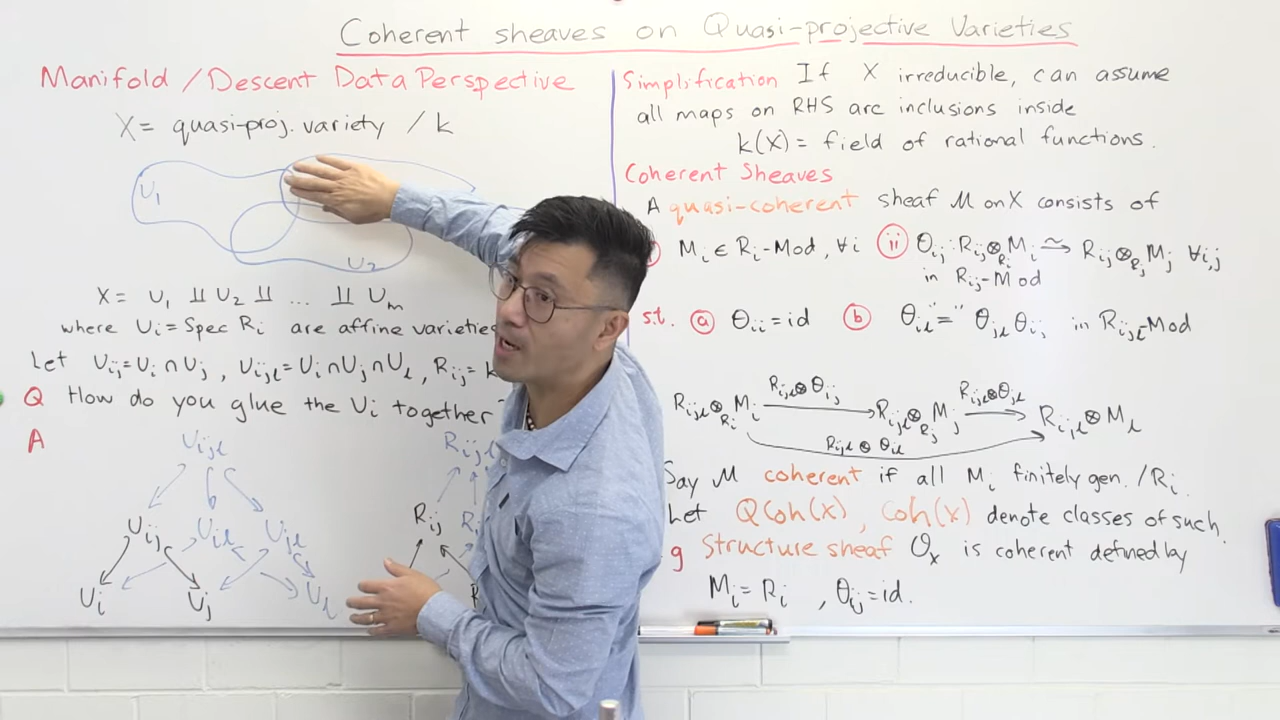 Coherent sheaves on Quasi-projective Varieties
Manifold / Descent Data Perspective
X = quasi-proj. variety / k
U₁
U₂
X = U₁ ⨿ U₂ ⨿ ... ⨿ Uₘ
where Uᵢ = Spec Rᵢ are affine varieties
Let Uᵢⱼ = Uᵢ ∩ Uⱼ , Uᵢⱼₗ = Uᵢ ∩ Uⱼ ∩ Uₗ , Rᵢⱼ =
Q How do you glue the Uᵢ together
A
Uᵢⱼₗ
Uᵢⱼ Uᵢₗ Uⱼₗ
Uᵢ Uⱼ Uₗ
Rᵢⱼₗ
Rᵢⱼ
Simplification If X irreducible, can assume
all maps on RHS are inclusions inside
k(X) = field of rational functions.
Coherent Sheaves
A quasi-coherent sheaf M on X consists of
Mᵢ ∈ Rᵢ-Mod, ∀i (ii) θᵢⱼ : Rᵢⱼ ⊗_Rᵢ Mᵢ ≃→ Rᵢⱼ ⊗_Rⱼ Mⱼ ∀i,j
in Rᵢⱼ-Mod
s.t. (a) θᵢᵢ = id (b) θᵢₗ "=" θⱼₗ θᵢⱼ in Rᵢⱼₗ-Mod
Rᵢⱼₗ ⊗_Rᵢ Mᵢ —Rᵢⱼₗ ⊗ θᵢⱼ→ Rᵢⱼₗ ⊗_Rⱼ Mⱼ —Rᵢⱼₗ ⊗ θⱼₗ→ Rᵢⱼₗ ⊗ Mₗ
Rᵢⱼₗ ⊗ θᵢₗ
Say M coherent if all Mᵢ finitely gen. / Rᵢ.
Let QCoh(X), Coh(X) denote classes of such.
g Structure sheaf Oₓ is coherent defined by
Mᵢ = Rᵢ , θᵢⱼ = id.